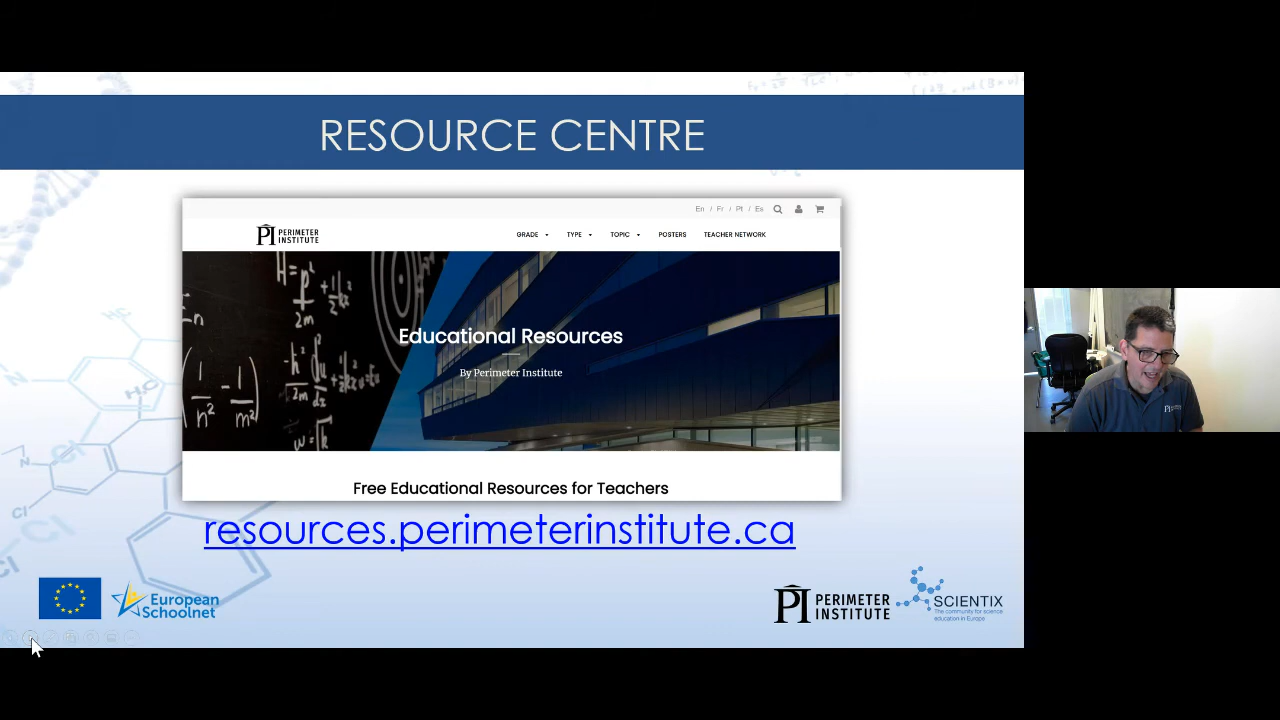 RESOURCE CENTRE
En / Fr / Pt / Es
PI PERIMETER INSTITUTE
GRADE TYPE TOPIC POSTERS TEACHER NETWORK
Educational Resources
By Perimeter Institute
Free Educational Resources for Teachers
resources.perimeterinstitute.ca
European
Schoolnet
PI PERIMETER
INSTITUTE
SCIENTIX
The community for science
education in Europe